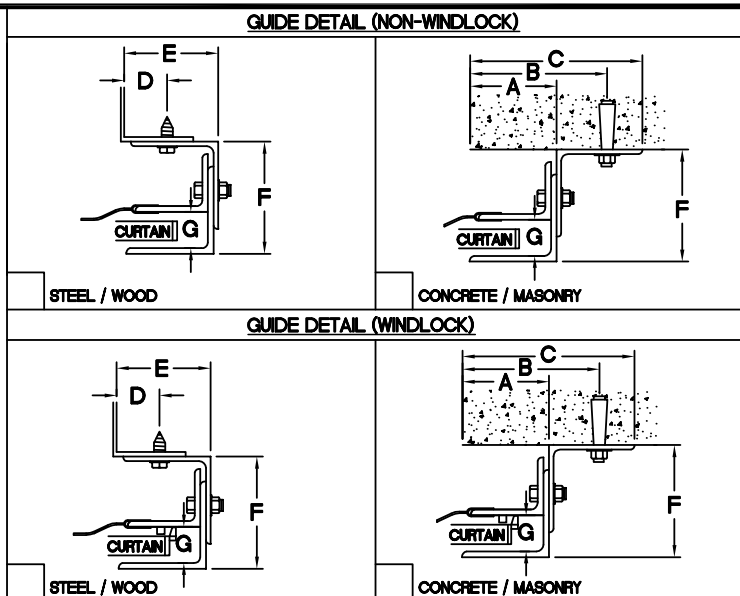 GUIDE DETAIL (NON-WINDLOCK)
E
D
F
CURTAIN G
STEEL / WOOD
C
B
A
F
CURTAIN G
CONCRETE / MASONRY
GUIDE DETAIL (WINDLOCK)
E
D
F
CURTAIN G
STEEL / WOOD
C
B
A
F
CURTAIN G
CONCRETE / MASONRY